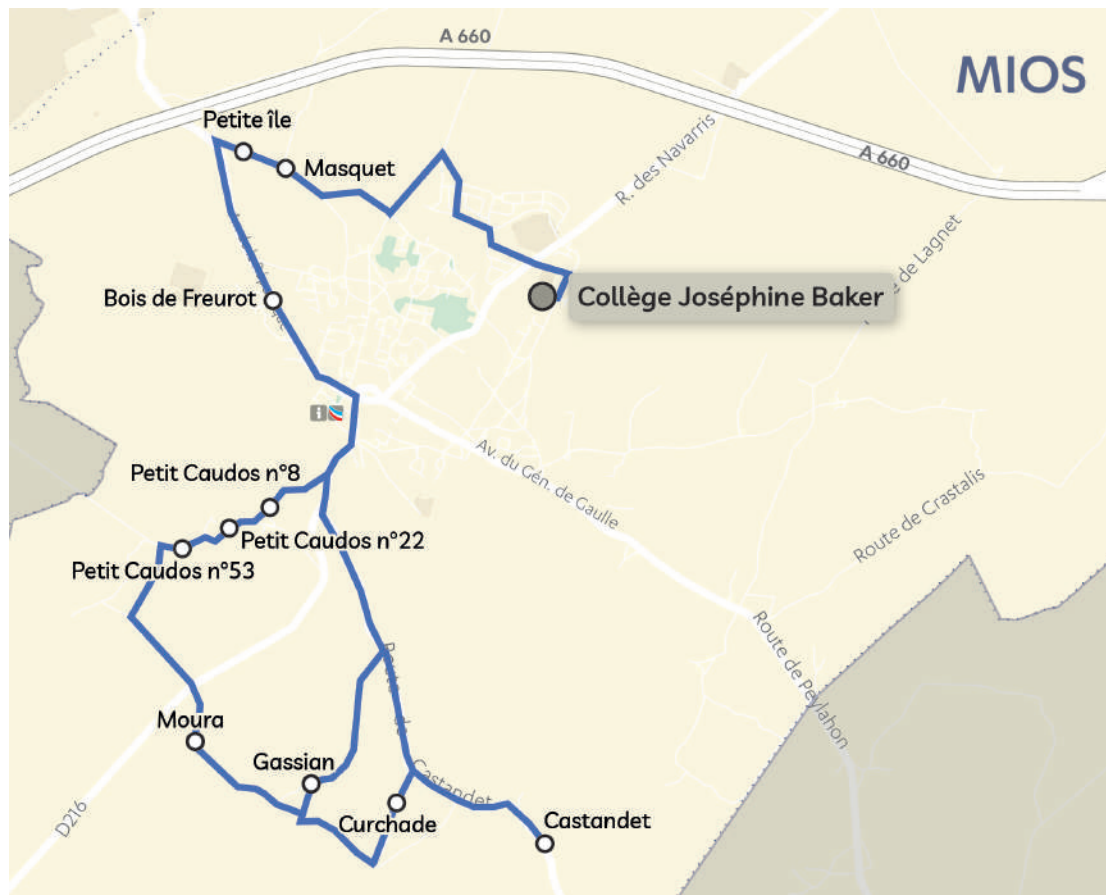 A 660
MIOS
Petite île
R. des Navarris
A 660
Masquet
de Lagnet
Bois de Freurot
Collège Joséphine Baker
Av. du Gén. de Gaulle
Petit Caudos n°8
Petit Caudos n°22
Route de Crastalis
Petit Caudos n°53
Route de Peylahon
Route de Castandet
Moura
Gassian
D216
Curchade
Castandet